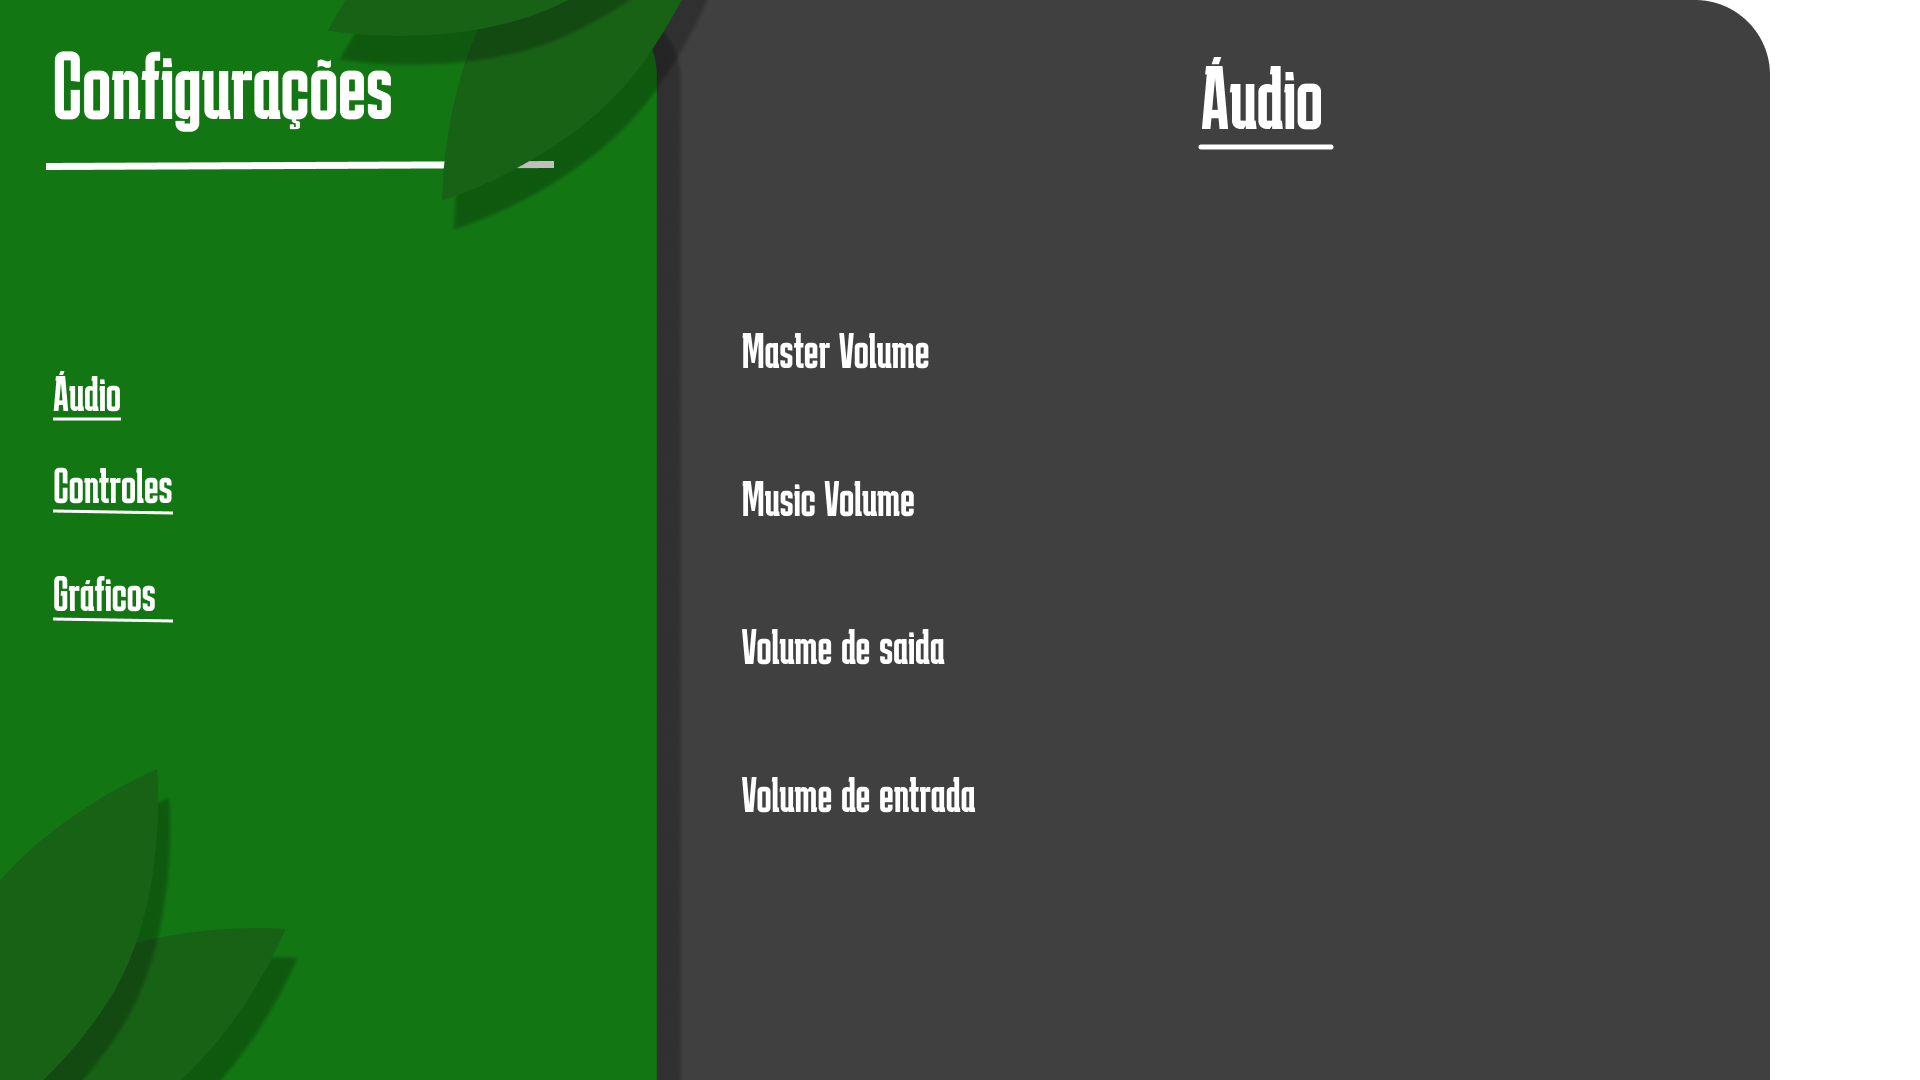 Configurações
Áudio
Controles
Gráficos
Áudio
Master Volume
Music Volume
Volume de saida
Volume de entrada